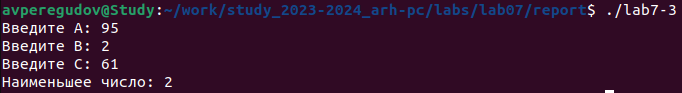 avperegudov@Study:~/work/study_2023-2024_arh-pc/labs/lab07/report$ ./lab7-3
Введите A: 95
Введите B: 2
Введите C: 61
Наименьшее число: 2